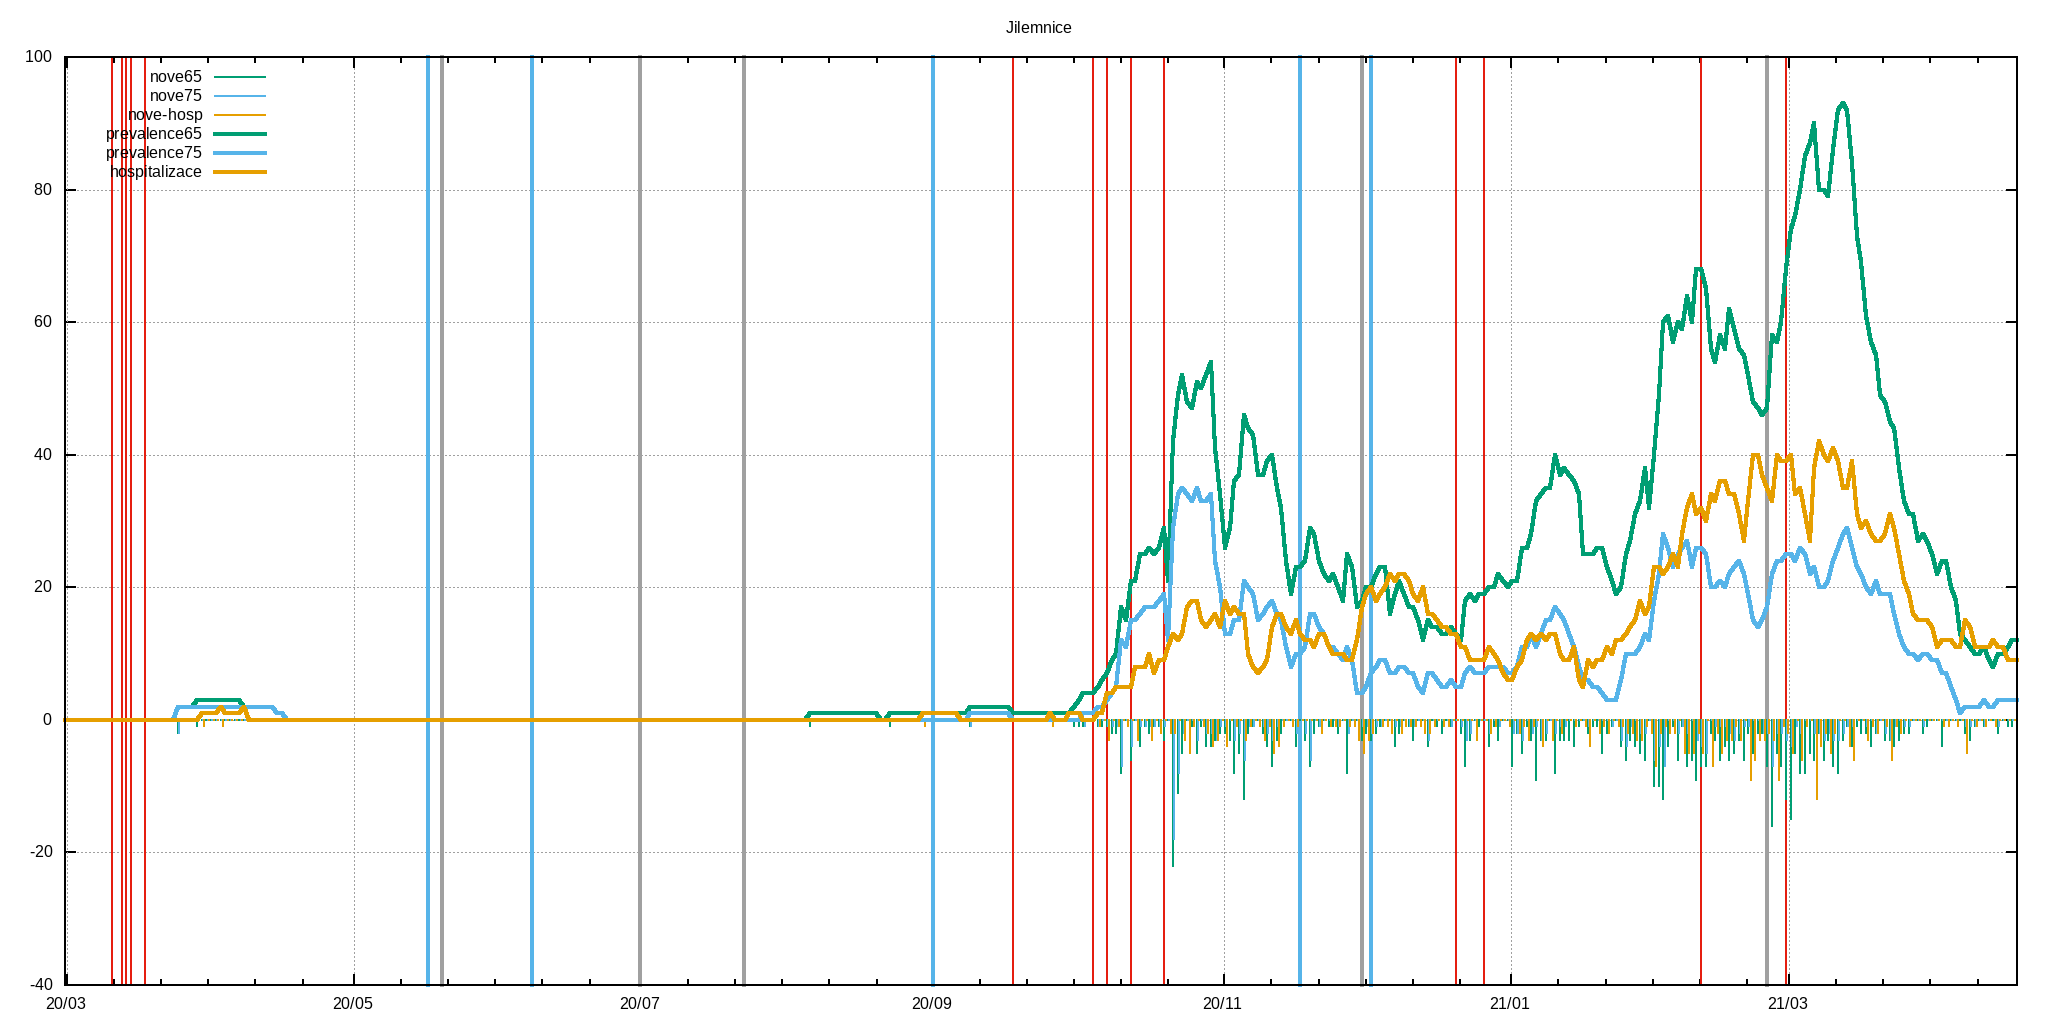 Jilemnice
100
80
60
40
20
0
-20
-40
nove65
nove75
nove-hosp
prevalence65
prevalence75
hospitalizace
20/03 20/05 20/07 20/09 20/11 21/01 21/03